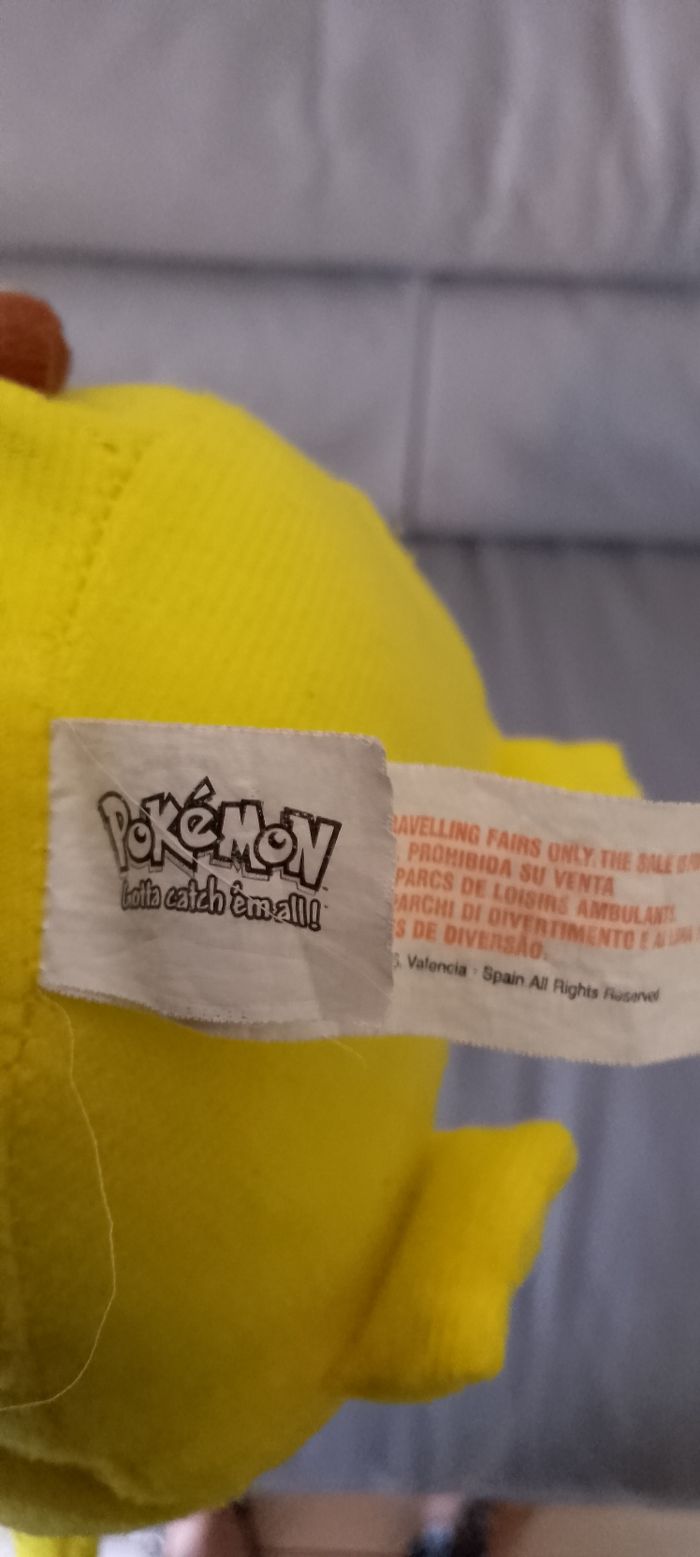 POKÉMON
Gotta catch 'em all!
RAVELLING FAIRS ONLY. THE SALE
. PROHIBIDA SU VENTA
PARCS DE LOISIRS AMBULANT
PARCHI DI DIVERTIMENTO E
S DE DIVERSÃO.
Valencia · Spain All Rights Reserved